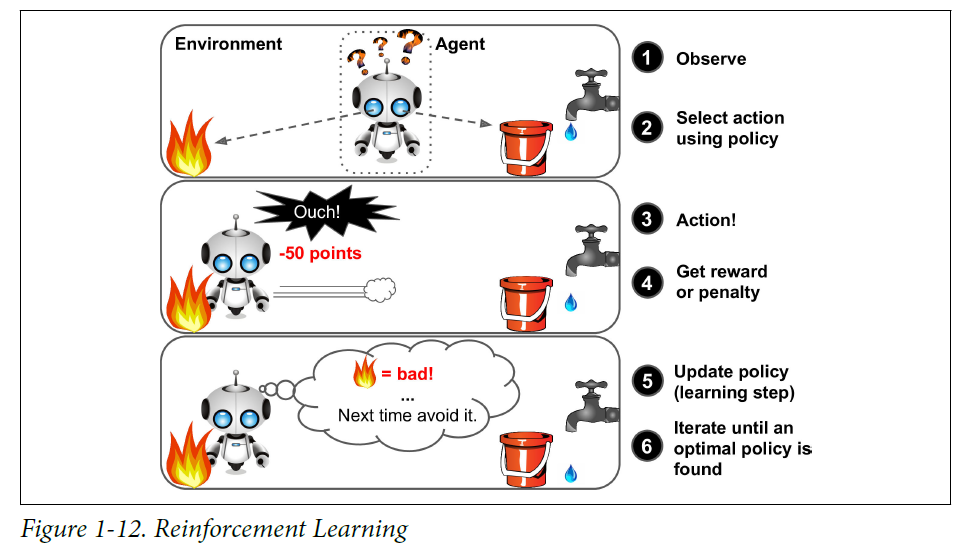 Environment
Agent
? ? ?
1 Observe
2 Select action
using policy
Ouch!
-50 points
3 Action!
4 Get reward
or penalty
= bad!
...
Next time avoid it.
5 Update policy
(learning step)
6 Iterate until an
optimal policy is
found
Figure 1-12. Reinforcement Learning